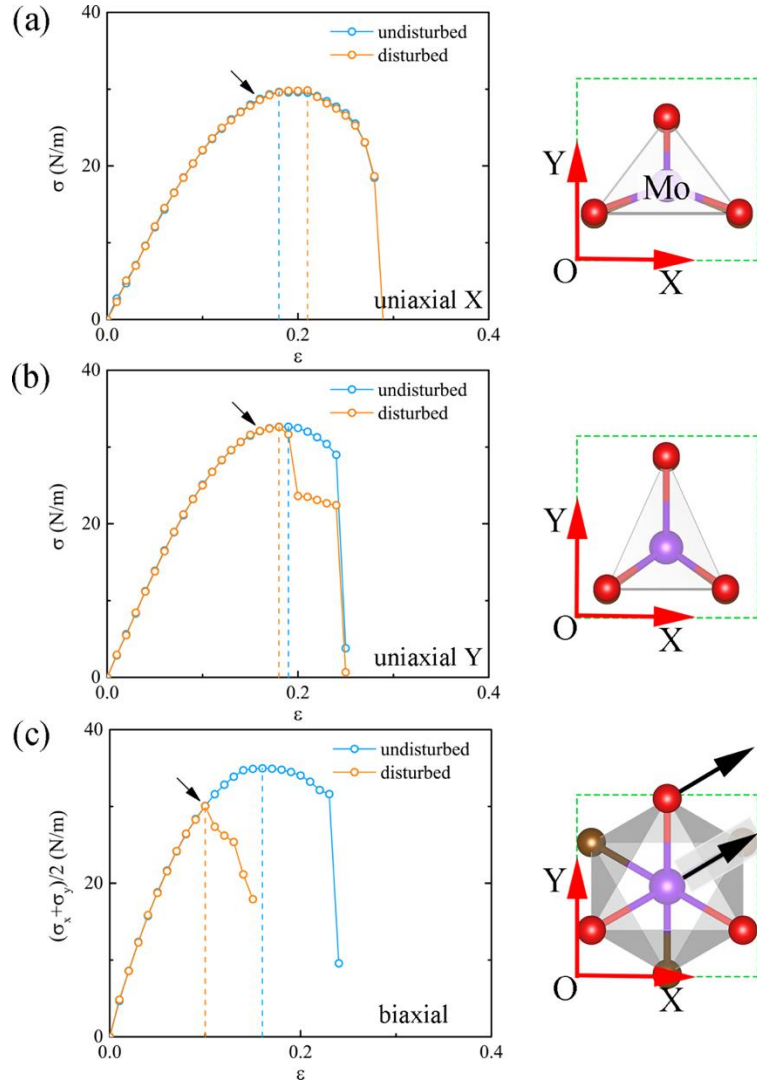 (a)
40
undisturbed
disturbed
σ (N/m)
20
0
uniaxial X
0.0
0.2
0.4
ε
Y
Mo
O
X
(b)
40
undisturbed
disturbed
σ (N/m)
20
0
uniaxial Y
0.0
0.2
0.4
ε
Y
O
X
(c)
40
undisturbed
disturbed
(σx+σy)/2 (N/m)
20
0
biaxial
0.0
0.2
0.4
ε
Y
O
X